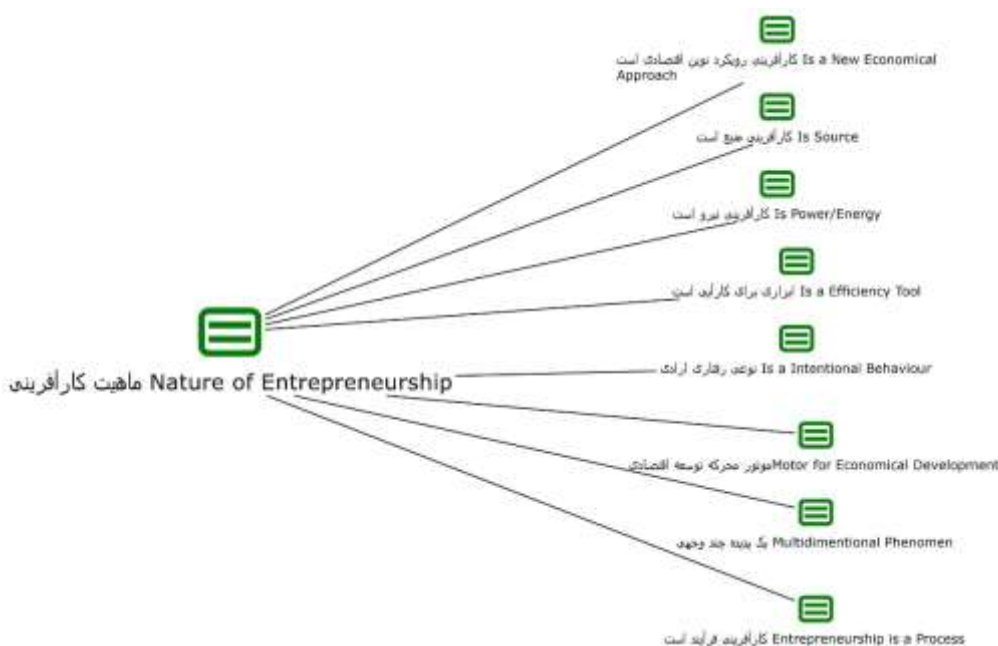 کارآفرینی رویکرد نوین اقتصادی است Is a New Economical
Approach
کارآفرینی منبع است Is Source
کارآفرینی نیرو است Is Power/Energy
ابزاری برای کارآیی است Is a Efficiency Tool
نوعی رفتاری ارادی Is a Intentional Behaviour
ماهیت کارآفرینی Nature of Entrepreneurship
موتور محرکه توسعه اقتصادی Motor for Economical Development
یک پدیده چند وجهی Multidimentional Phenomen
کارآفرینی فرآیند است Entrepreneurship is a Process